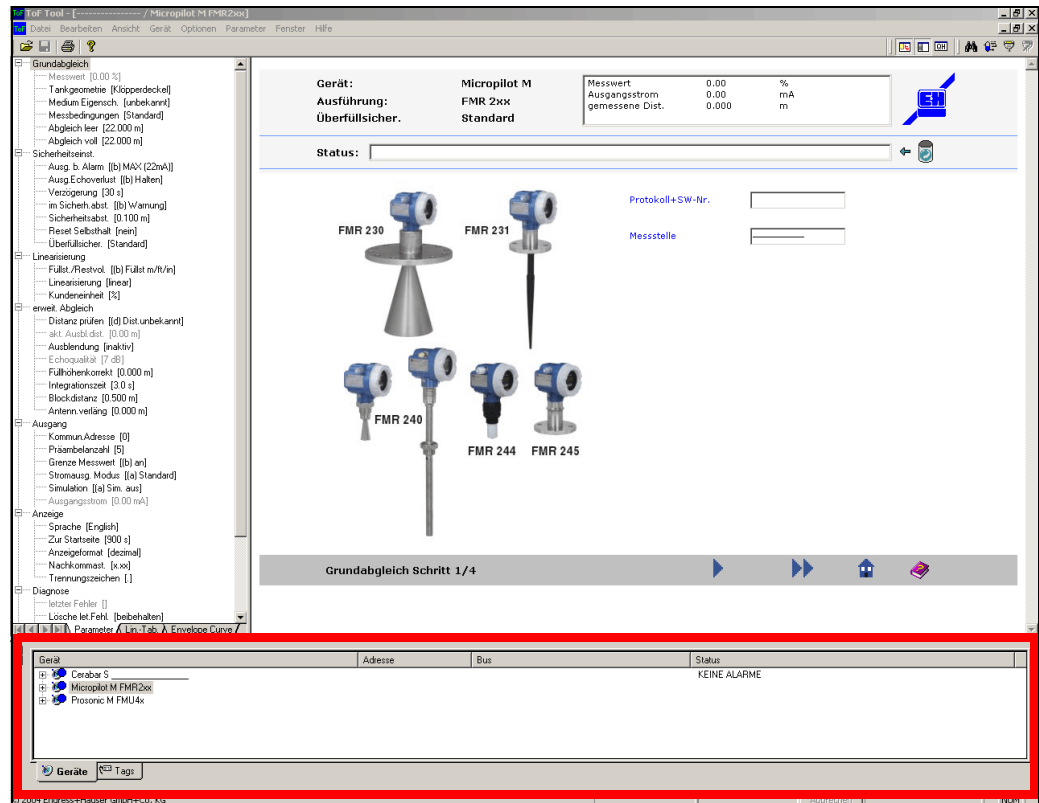 ToF Tool - [---------------- / Micropilot M FMR2xx]
Datei Bearbeiten Ansicht Gerät Optionen Parameter Fenster Hilfe
Grundabgleich
Messwert [0.00 %]
Tankgeometrie [Klöpperdeckel]
Medium Eigensch. [unbekannt]
Messbedingungen [Standard]
Abgleich leer [22.000 m]
Abgleich voll [22.000 m]
Sicherheitseinst.
Ausg. b. Alarm [(b) MAX (22mA)]
Ausg.Echoverlust [(b) Halten]
Verzögerung [30 s]
im Sicherh.abst. [(b) Warnung]
Sicherheitsabst. [0.100 m]
Reset Selbsthalt [nein]
Überfüllsicher. [Standard]
Linearisierung
Füllst./Restvol. [(b) Füllst m/ft/in]
Linearisierung [linear]
Kundeneinheit [%]
erweit. Abgleich
Distanz prüfen [(d) Dist.unbekannt]
akt. Ausbl.dist. [0.00 m]
Ausblendung [inaktiv]
Echoqualität [7 dB]
Füllhöhenkorrekt [0.000 m]
Integrationszeit [3.0 s]
Blockdistanz [0.500 m]
Antenn.verläng [0.000 m]
Ausgang
Kommun.Adresse [0]
Präambelanzahl [5]
Grenze Messwert [(b) an]
Stromausg. Modus [(a) Standard]
Simulation [(a) Sim. aus]
Ausgangsstrom [0.00 mA]
Anzeige
Sprache [English]
Zur Startseite [900 s]
Anzeigeformat [dezimal]
Nachkommast. [x.xx]
Trennungszeichen [.]
Diagnose
letzter Fehler []
Lösche let.Fehl. [beibehalten]
Parameter Lin.-Tab. Envelope Curve
Gerät: Micropilot M
Ausführung: FMR 2xx
Überfüllsicher. Standard
Messwert 0.00 %
Ausgangsstrom 0.00 mA
gemessene Dist. 0.000 m
EH
Status:
Protokoll+SW-Nr.
Messstelle
FMR 230
FMR 231
FMR 240
FMR 244
FMR 245
Grundabgleich Schritt 1/4
Gerät Adresse Bus Status
Cerabar S KEINE ALARME
Micropilot M FMR2xx
Prosonic M FMU4x
Geräte Tags
© 2004 Endress+Hauser GmbH+Co. KG
Abbrechen
NUM